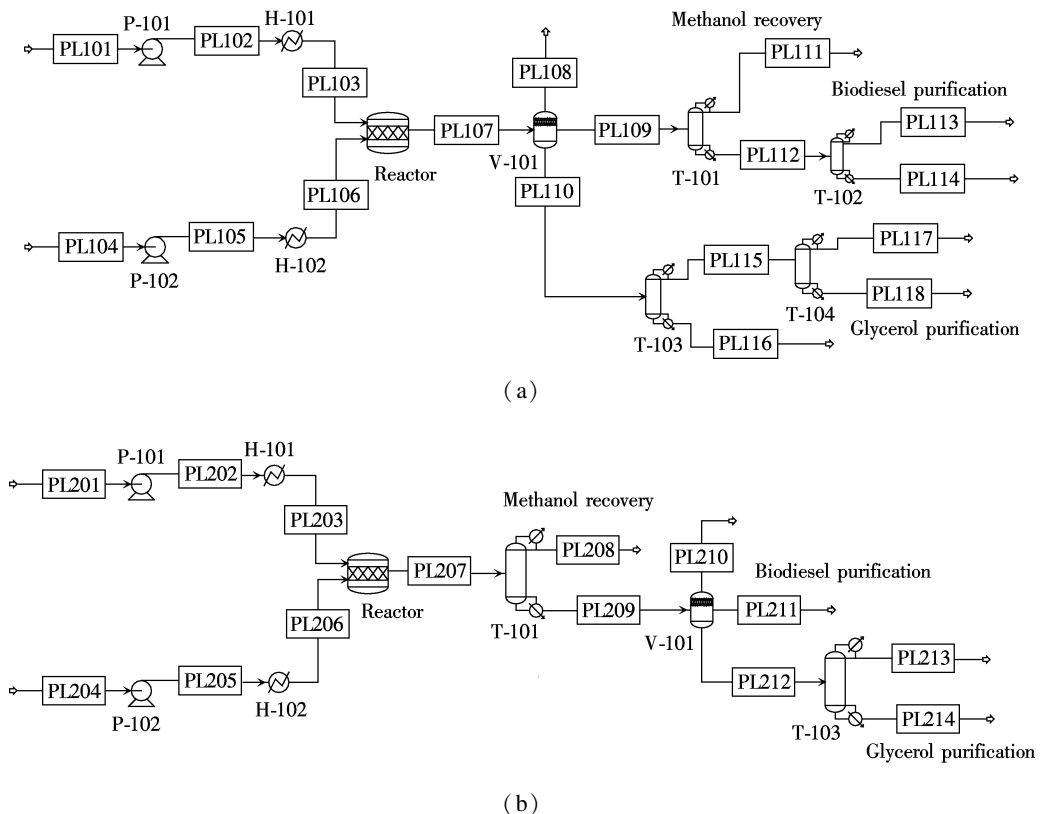 Methanol recovery
P-101
H-101
PL101
PL102
PL103
PL108
PL111
Biodiesel purification
PL107
PL109
PL113
V-101
PL112
Reactor
T-101
PL114
T-102
PL106
PL110
PL104
PL105
P-102
H-102
PL115
PL117
PL118
T-104
T-103
PL116
Glycerol purification
(a)
P-101
H-101
PL201
PL202
PL203
Methanol recovery
PL208
PL210
PL207
Biodiesel purification
Reactor
PL209
PL211
T-101
V-101
PL206
PL204
PL205
P-102
H-102
PL212
PL213
T-103
PL214
Glycerol purification
(b)